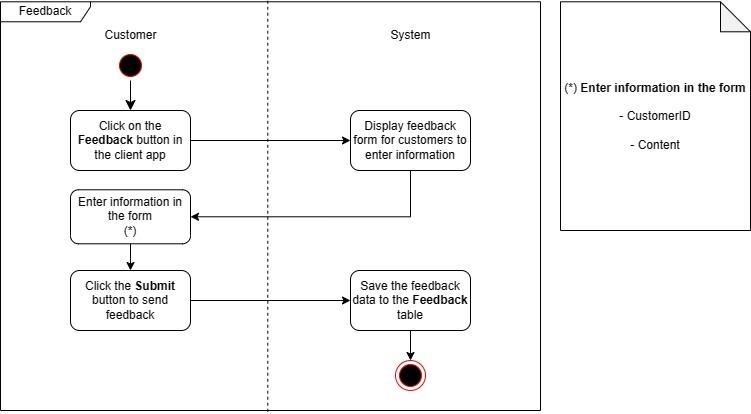 Feedback
Customer
System
Click on the
Feedback button in
the client app
Display feedback
form for customers to
enter information
Enter information in
the form
(*)
Click the Submit
button to send
feedback
Save the feedback
data to the Feedback
table
(*) Enter information in the form
- CustomerID
- Content